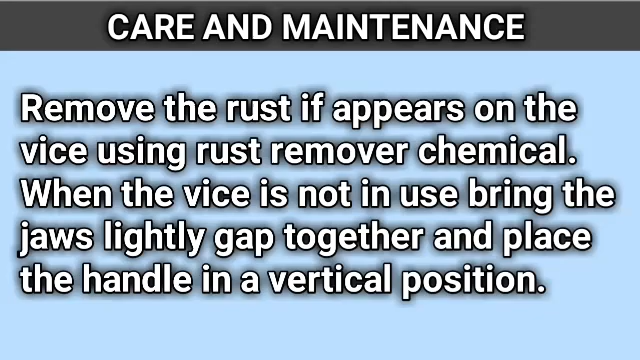 CARE AND MAINTENANCE
Remove the rust if appears on the
vice using rust remover chemical.
When the vice is not in use bring the
jaws lightly gap together and place
the handle in a vertical position.